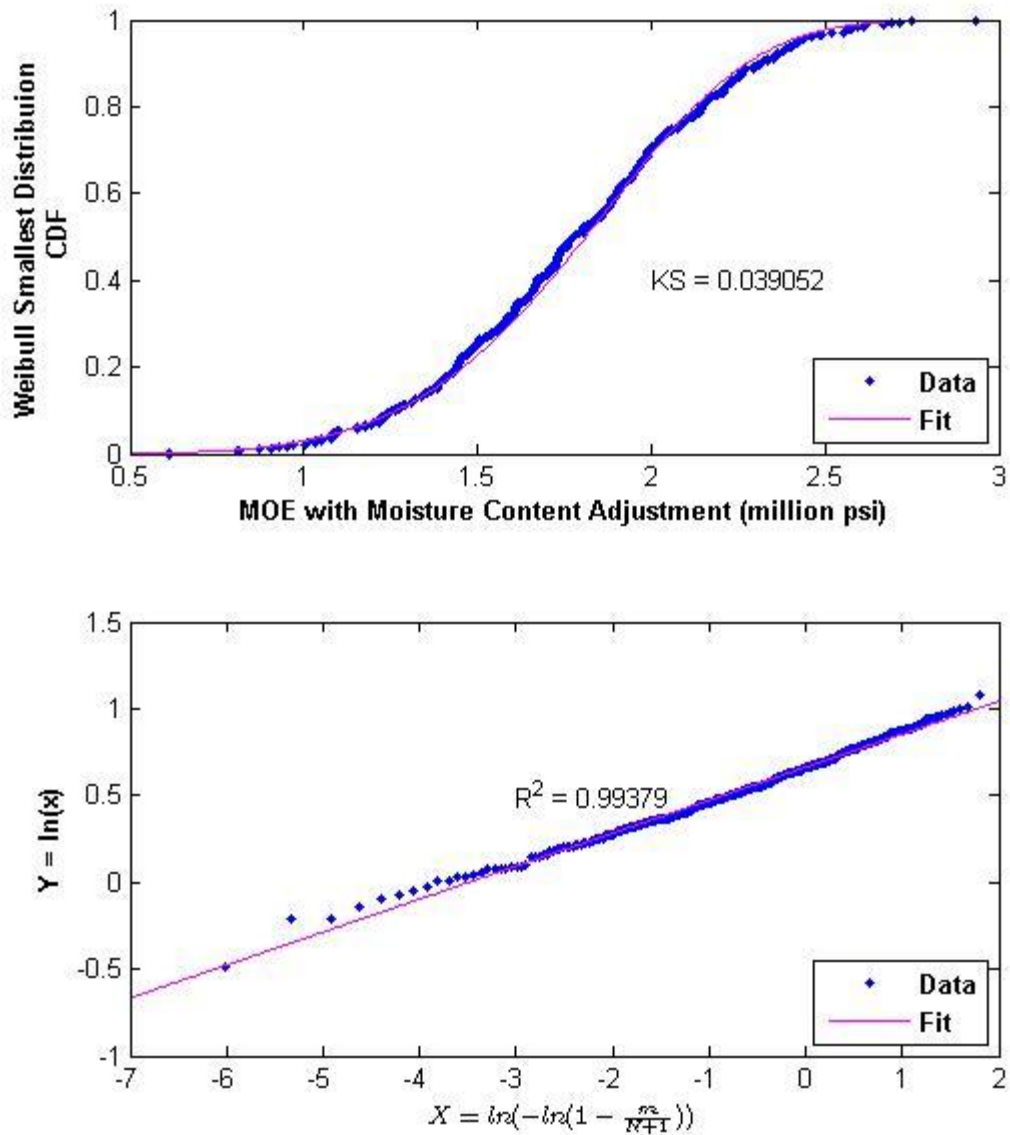 Weibull Smallest Distribuion
CDF
1
0.8
0.6
0.4
0.2
0
KS = 0.039052
Data
Fit
0.5 1 1.5 2 2.5 3
MOE with Moisture Content Adjustment (million psi)
Y = ln(x)
1.5
1
0.5
0
-0.5
-1
R² = 0.99379
Data
Fit
-7 -6 -5 -4 -3 -2 -1 0 1 2
X = ln(-ln(1 - m/N+1))